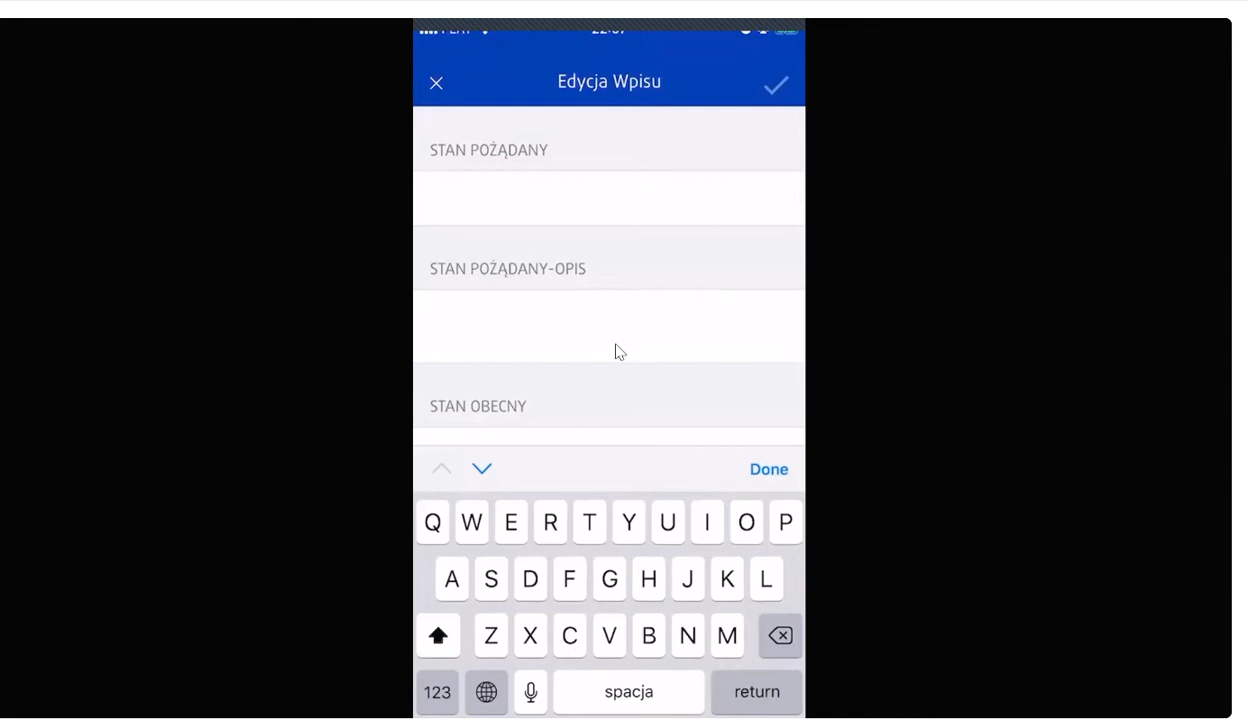 Edycja Wpisu
STAN POŻĄDANY
STAN POŻĄDANY-OPIS
STAN OBECNY
Done
Q W E R T Y U I O P
A S D F G H J K L
Z X C V B N M
123 spacja return